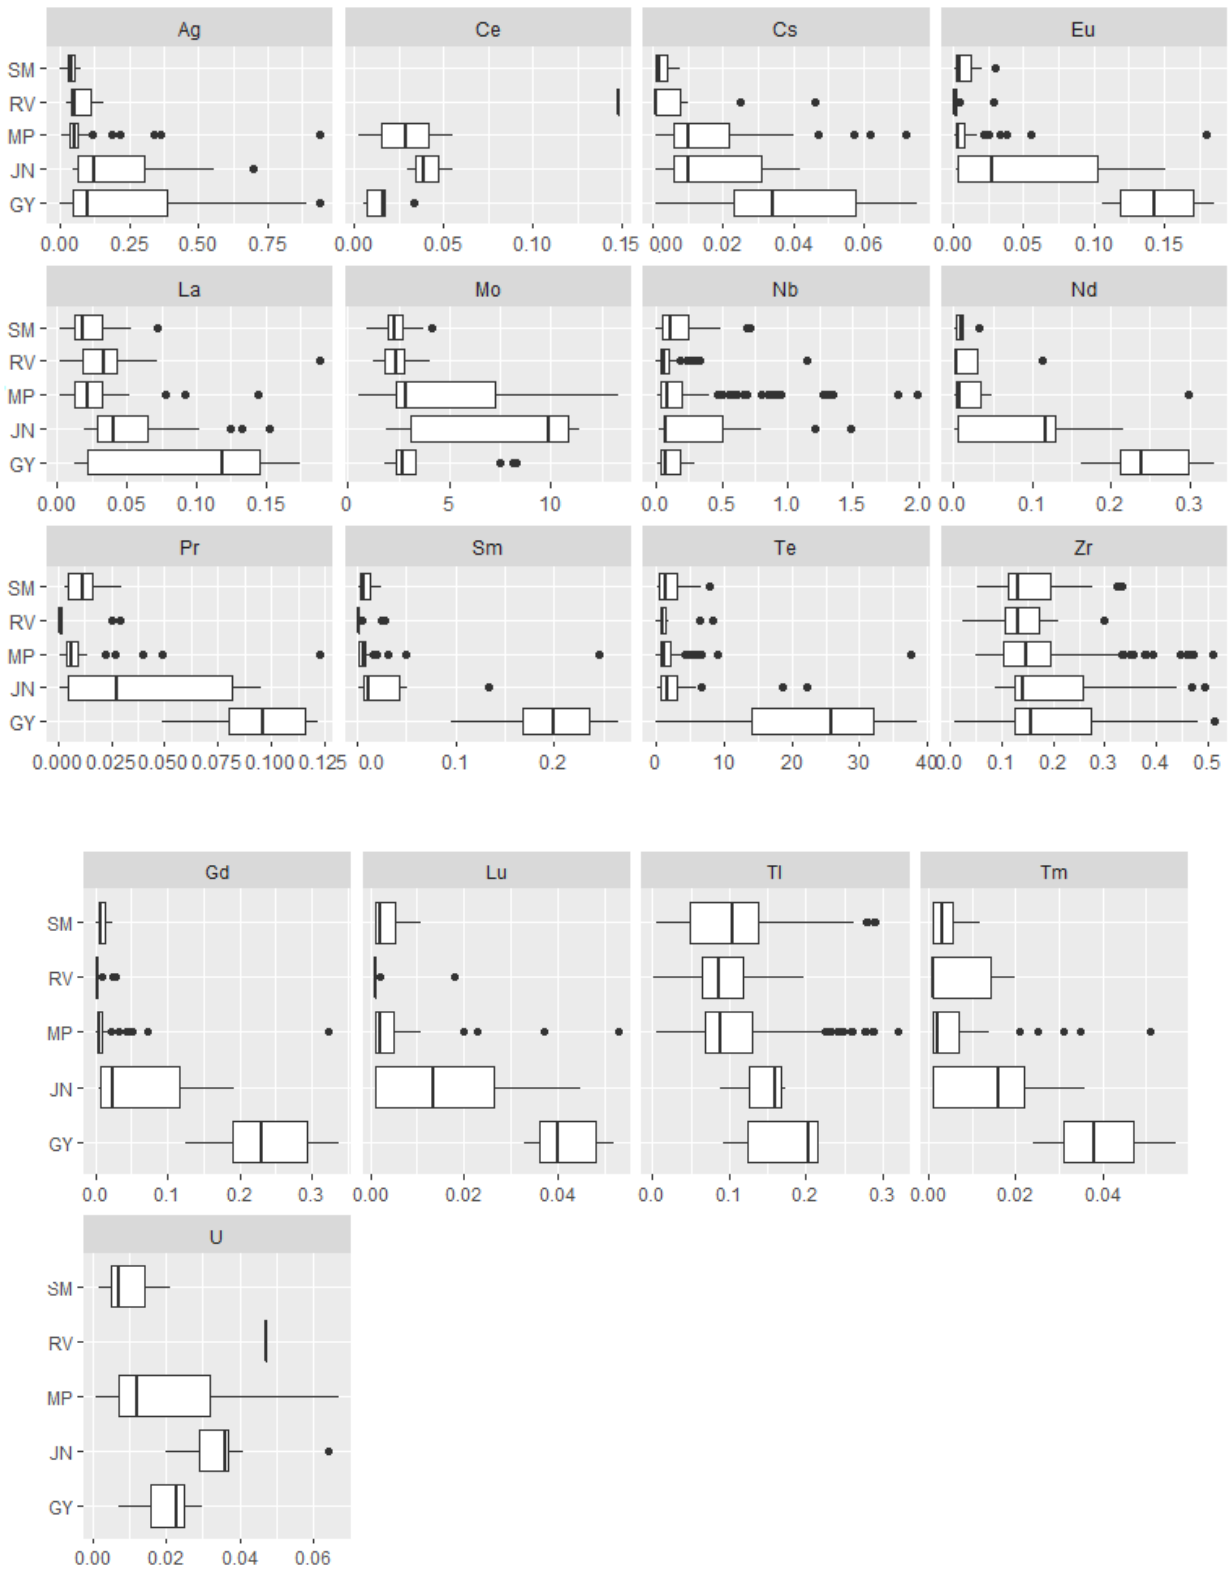 Ag Ce Cs Eu
SM
RV
MP
JN
GY
0.00 0.25 0.50 0.75 0.00 0.05 0.10 0.15 0.00 0.02 0.04 0.06 0.00 0.05 0.10 0.15
La Mo Nb Nd
SM
RV
MP
JN
GY
0.00 0.05 0.10 0.15 0 5 10 0.0 0.5 1.0 1.5 2.0 0.0 0.1 0.2 0.3
Pr Sm Te Zr
SM
RV
MP
JN
GY
0.000 0.025 0.050 0.075 0.100 0.125 0.0 0.1 0.2 0 10 20 30 40 0.0 0.1 0.2 0.3 0.4 0.5
Gd Lu Tl Tm
SM
RV
MP
JN
GY
0.0 0.1 0.2 0.3 0.00 0.02 0.04 0.0 0.1 0.2 0.3 0.00 0.02 0.04
U
SM
RV
MP
JN
GY
0.00 0.02 0.04 0.06